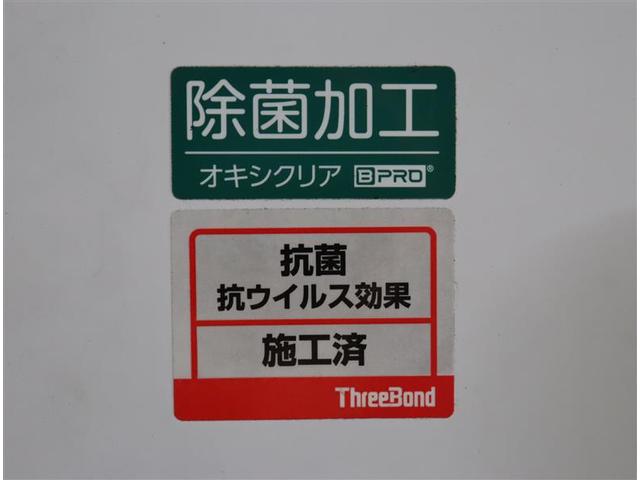 除菌加工
オキシクリア BPRO®
抗菌
抗ウイルス効果
施工済
ThreeBond